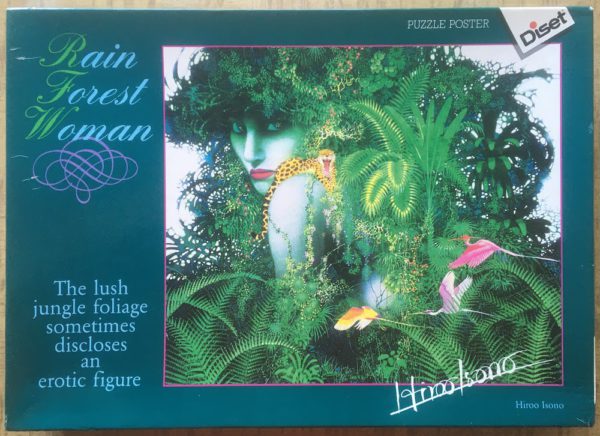 PUZZLE POSTER
Diset
Rain
Forest
Woman
The lush
jungle foliage
sometimes
discloses
an
erotic figure
Hiroo Isono
Hiroo Isono